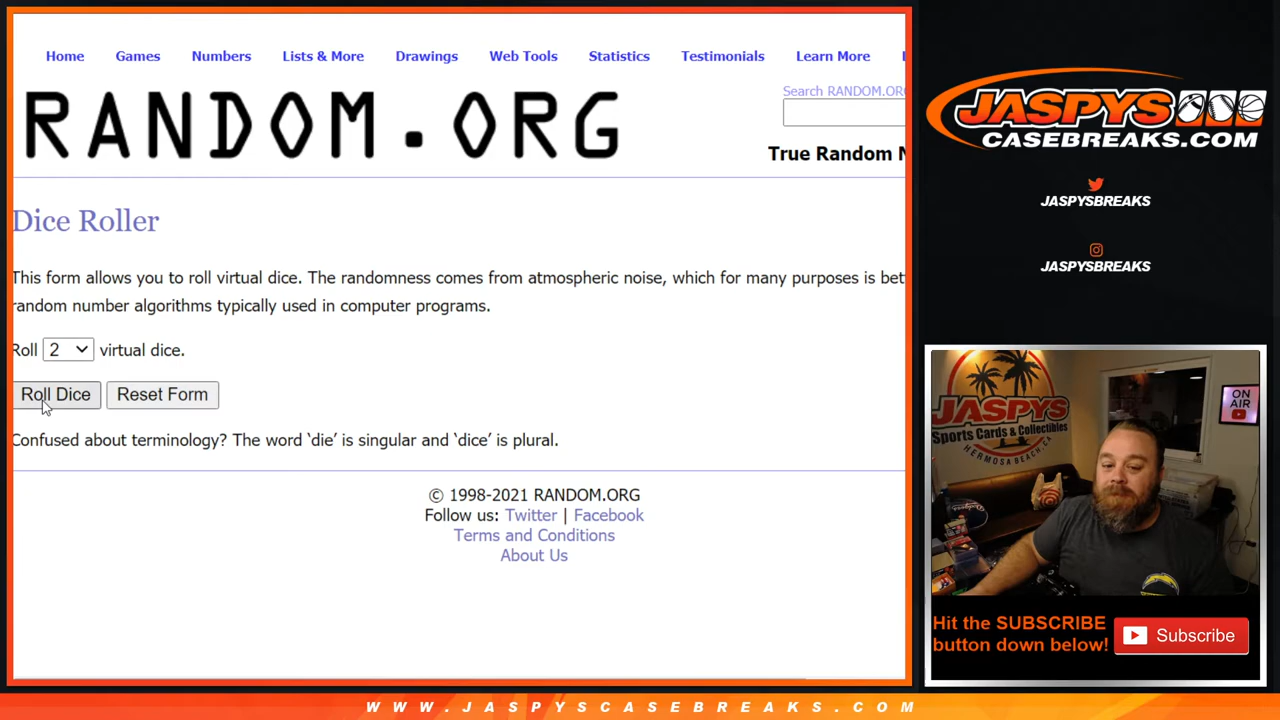 Home Games Numbers Lists & More Drawings Web Tools Statistics Testimonials Learn More
RANDOM.ORG
Search RANDOM.ORG
True Random N
Dice Roller
This form allows you to roll virtual dice. The randomness comes from atmospheric noise, which for many purposes is bet
random number algorithms typically used in computer programs.
Roll 2 virtual dice.
Roll Dice Reset Form
Confused about terminology? The word ‘die’ is singular and ‘dice’ is plural.
© 1998-2021 RANDOM.ORG
Follow us: Twitter | Facebook
Terms and Conditions
About Us
JASPYS
CASEBREAKS.COM
JASPYSBREAKS
JASPYSBREAKS
JASPYS
Sports Cards & Collectibles
HERMOSA BEACH, CA
ON AIR
Hit the SUBSCRIBE
button down below!
Subscribe
WWW.JASPYSCASEBREAKS.COM